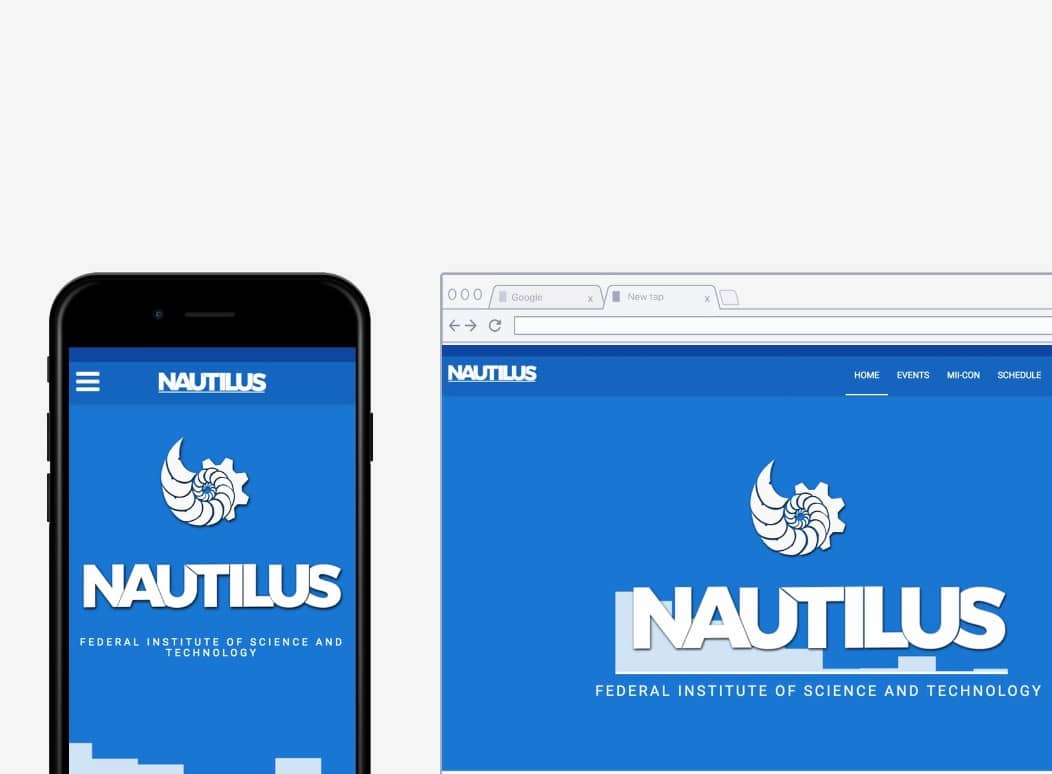 NAUTILUS
NAUTILUS
FEDERAL INSTITUTE OF SCIENCE AND
TECHNOLOGY
Google x New tap x
NAUTILUS HOME EVENTS MII-CON SCHEDULE
NAUTILUS
FEDERAL INSTITUTE OF SCIENCE AND TECHNOLOGY